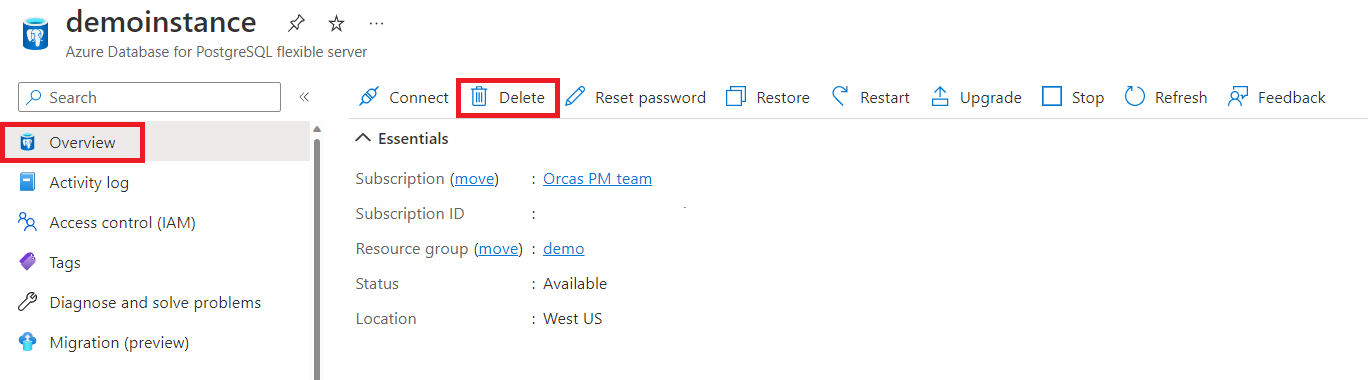 demoinstance
Azure Database for PostgreSQL flexible server
Search
Connect Delete Reset password Restore Restart Upgrade Stop Refresh Feedback
Overview
Essentials
Activity log
Subscription (move) : Orcas PM team
Access control (IAM)
Subscription ID :
Tags
Resource group (move) : demo
Diagnose and solve problems
Status : Available
Migration (preview)
Location : West US